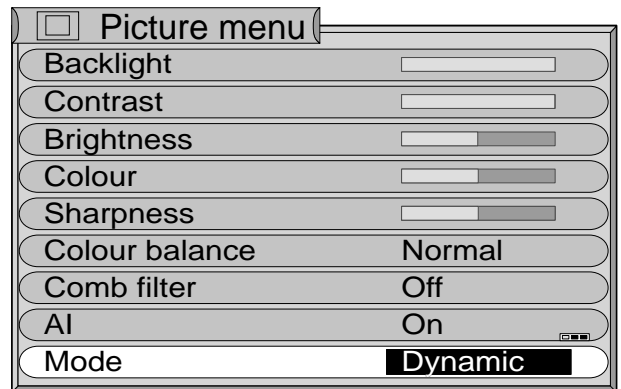 Picture menu
Backlight
Contrast
Brightness
Colour
Sharpness
Colour balance Normal
Comb filter Off
AI On
Mode Dynamic